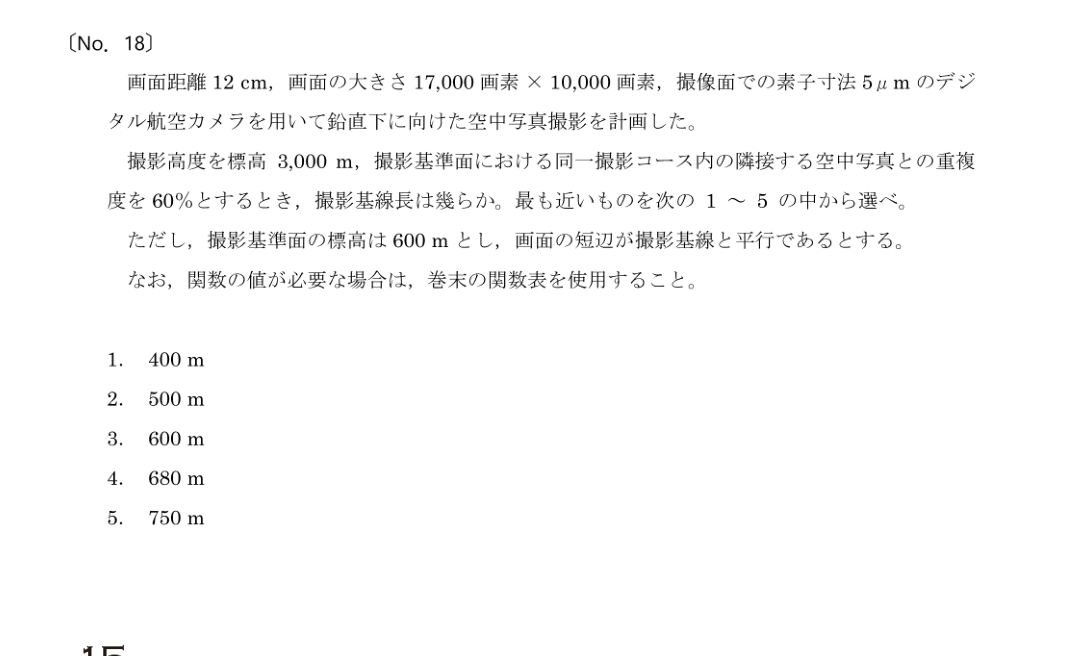 〔No. 18〕
画面距離 12 cm，画面の大きさ 17,000 画素 × 10,000 画素，撮像面での素子寸法 5μm のデジ
タル航空カメラを用いて鉛直下に向けた空中写真撮影を計画した。
撮影高度を標高 3,000 m，撮影基準面における同一撮影コース内の隣接する空中写真との重複
度を 60％とするとき，撮影基線長は幾らか。最も近いものを次の 1 ～ 5 の中から選べ。
ただし，撮影基準面の標高は 600 m とし，画面の短辺が撮影基線と平行であるとする。
なお，関数の値が必要な場合は，巻末の関数表を使用すること。
1. 400 m
2. 500 m
3. 600 m
4. 680 m
5. 750 m